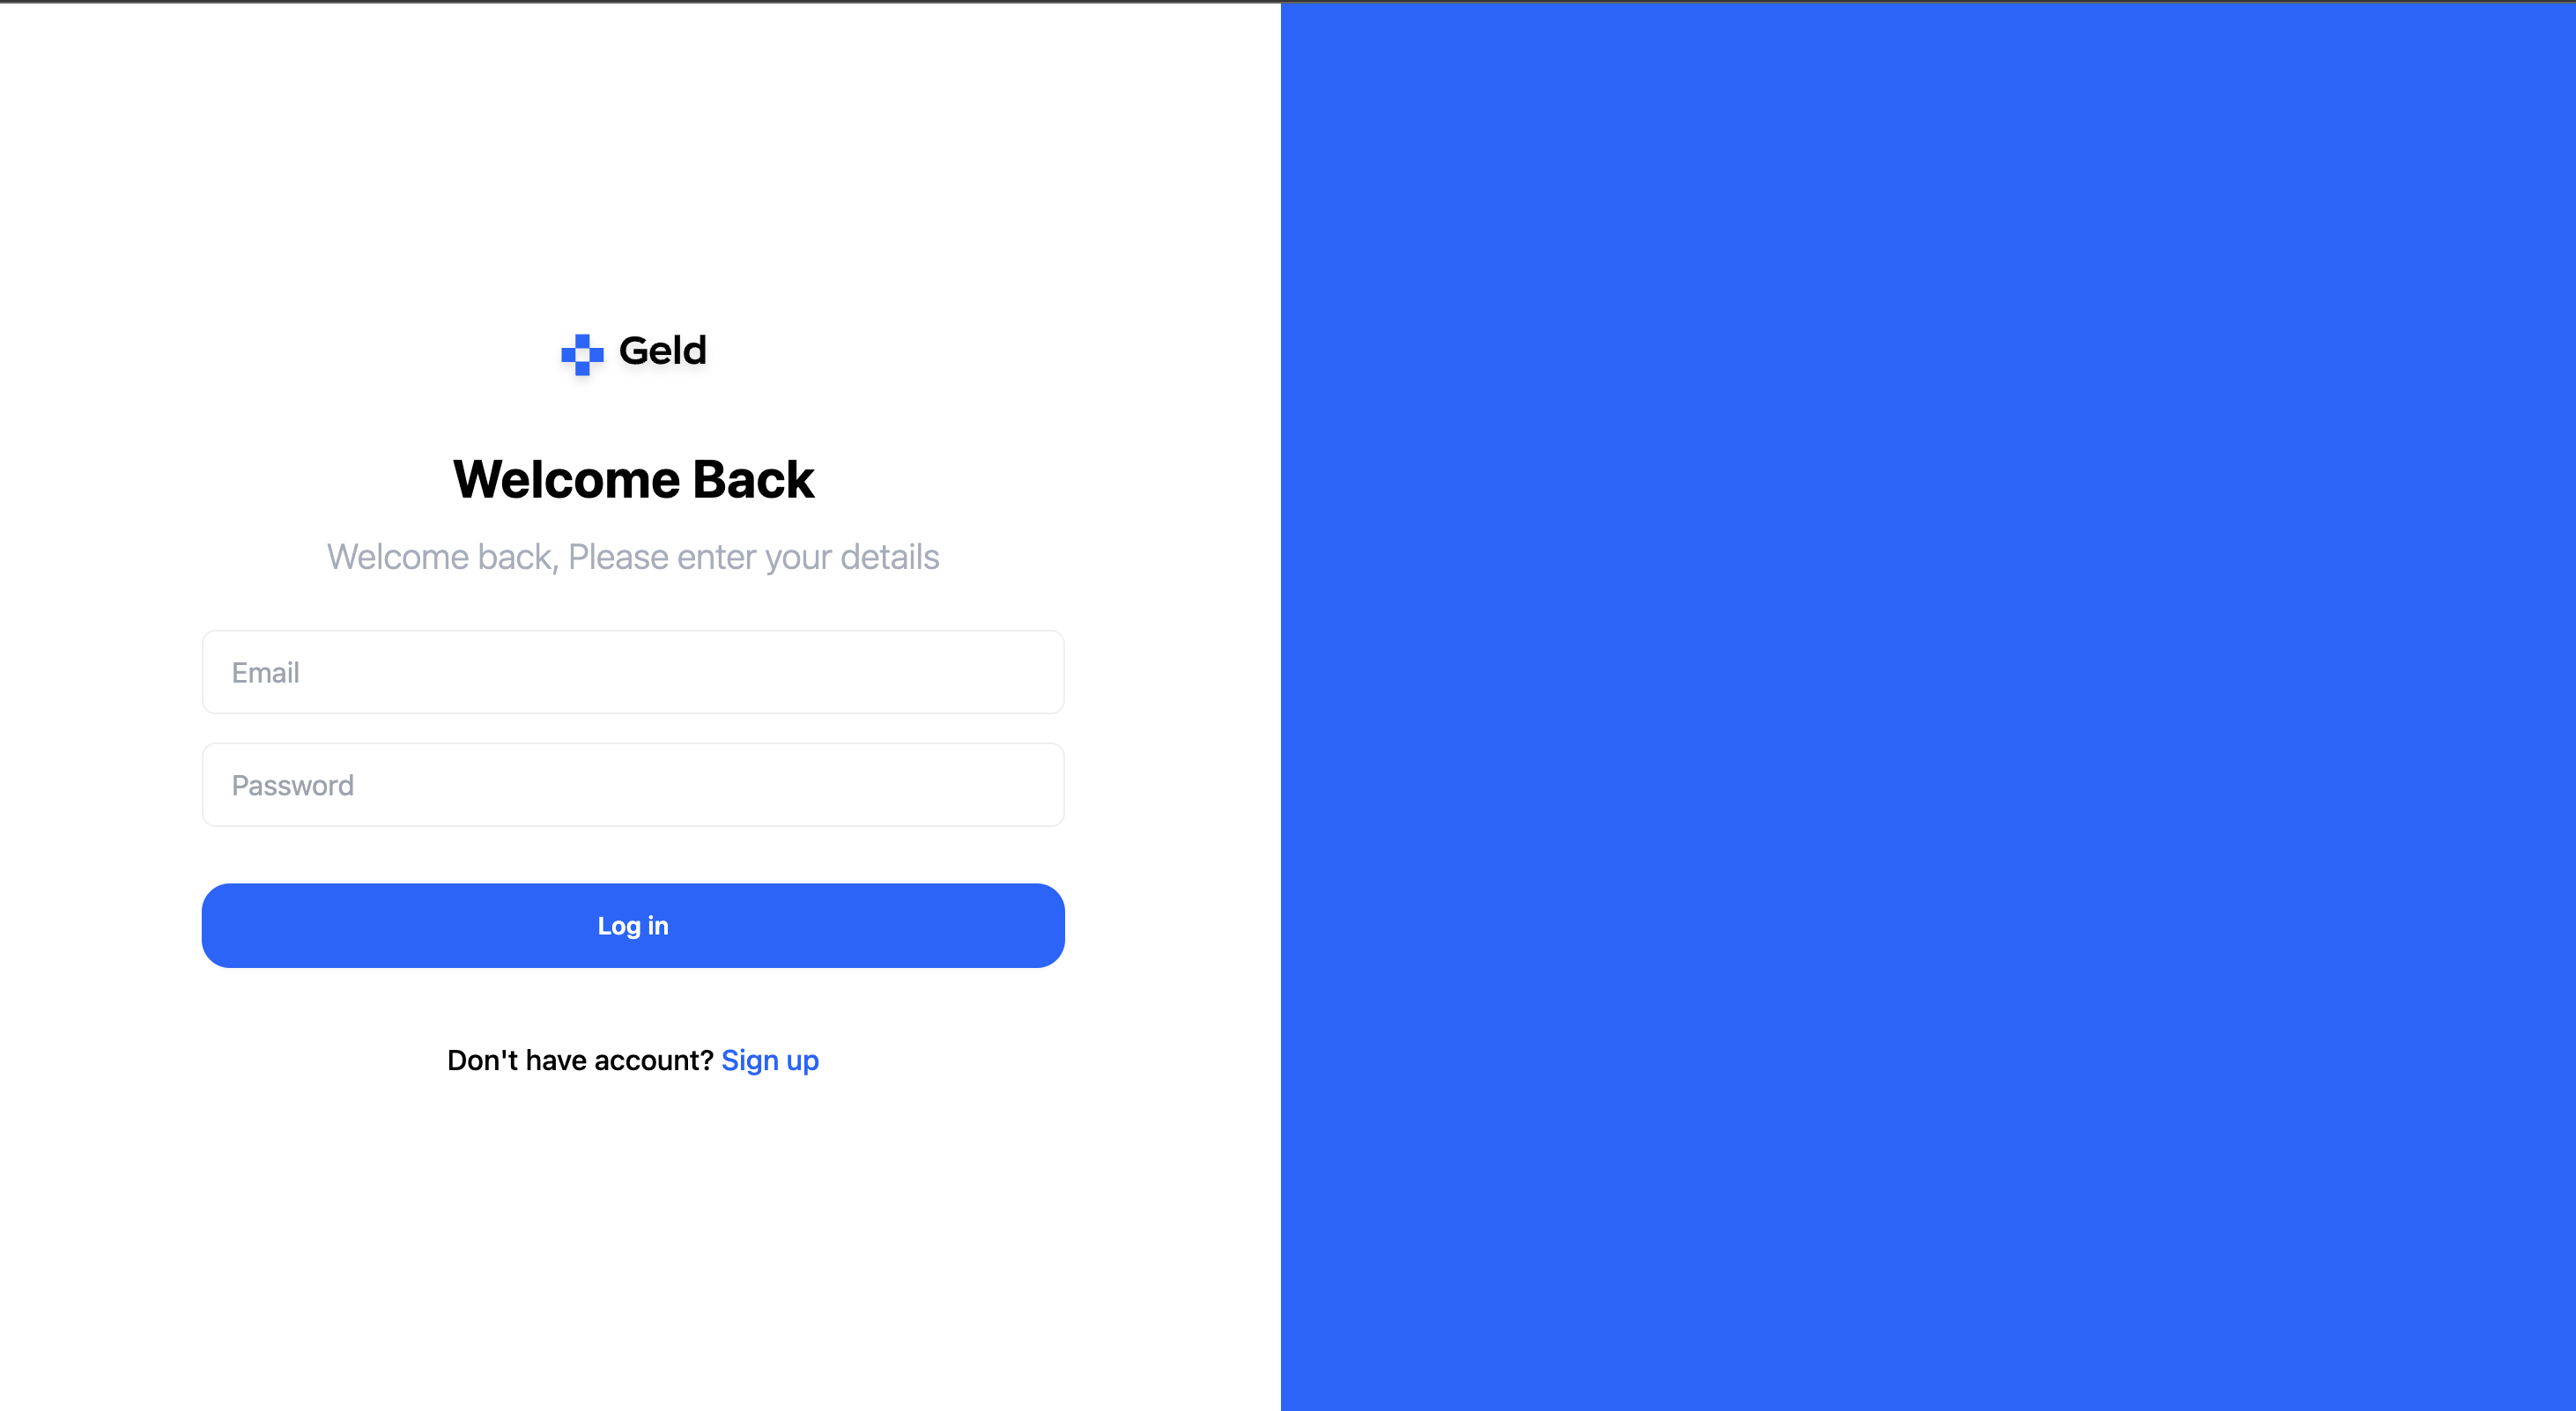 Geld
Welcome Back
Welcome back, Please enter your details
Email
Password
Log in
Don't have account? Sign up